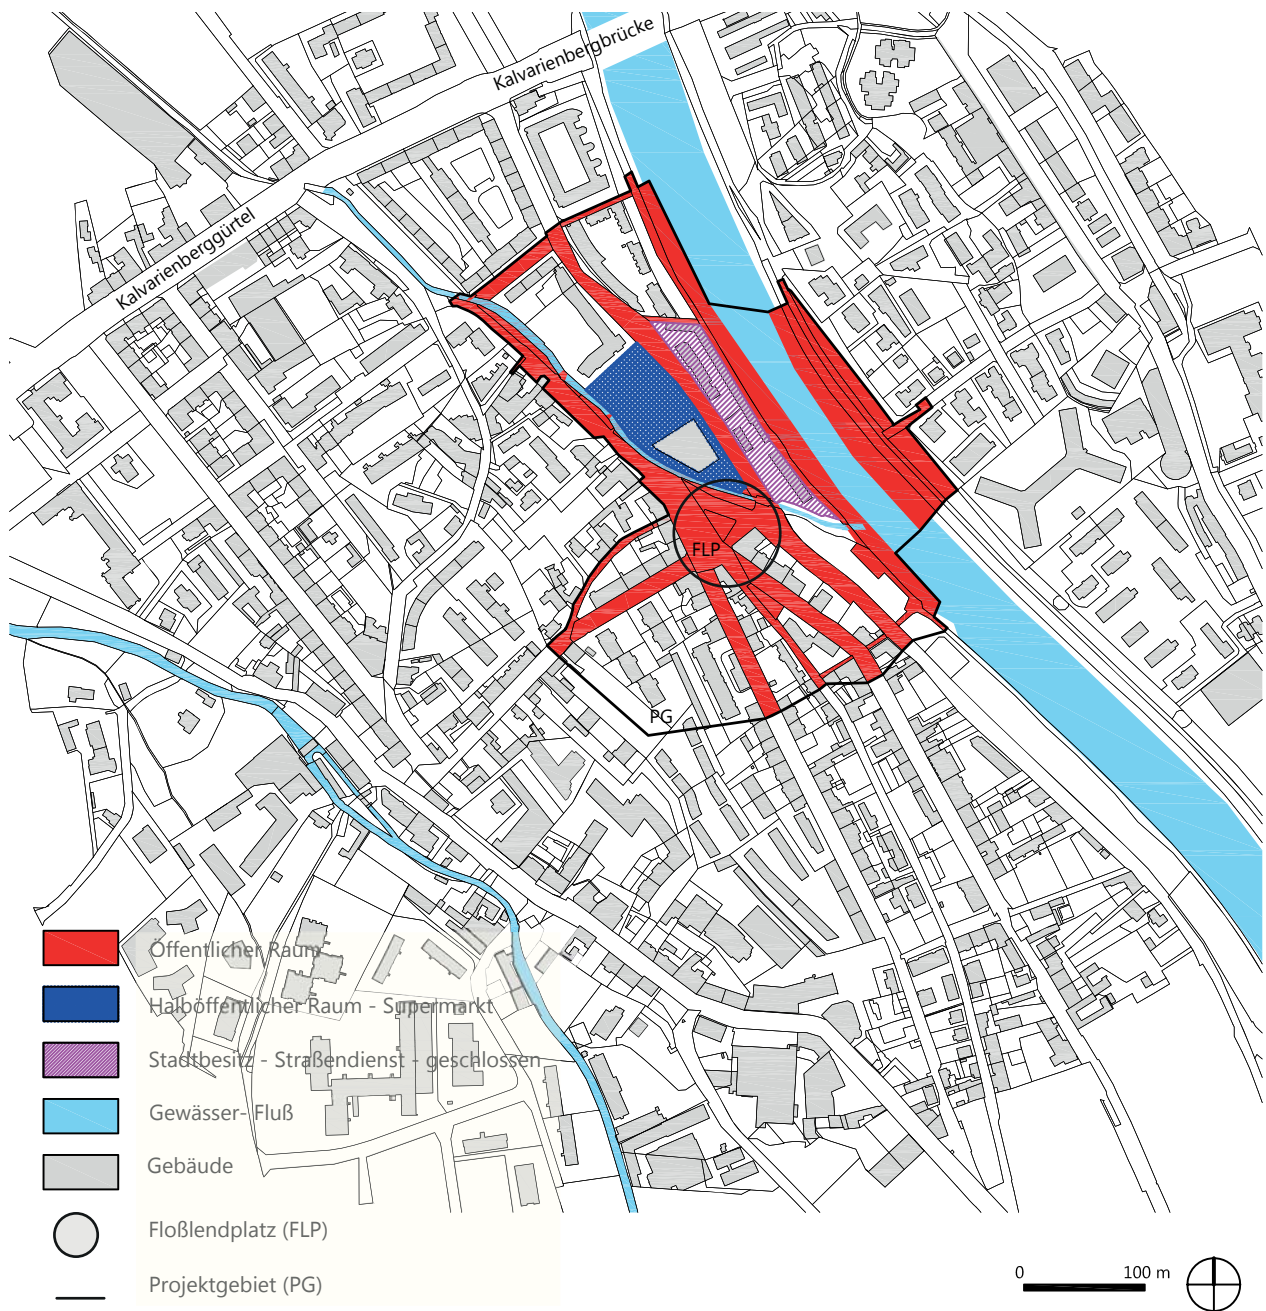 Kalvarienbergbrücke
Kalvarienberggürtel
FLP
PG
Öffentlicher Raum
Halböffentlicher Raum - Supermarkt
Stadtbesitz - Straßendienst - geschlossen
Gewässer- Fluß
Gebäude
Floßlendplatz (FLP)
Projektgebiet (PG)
0 100 m